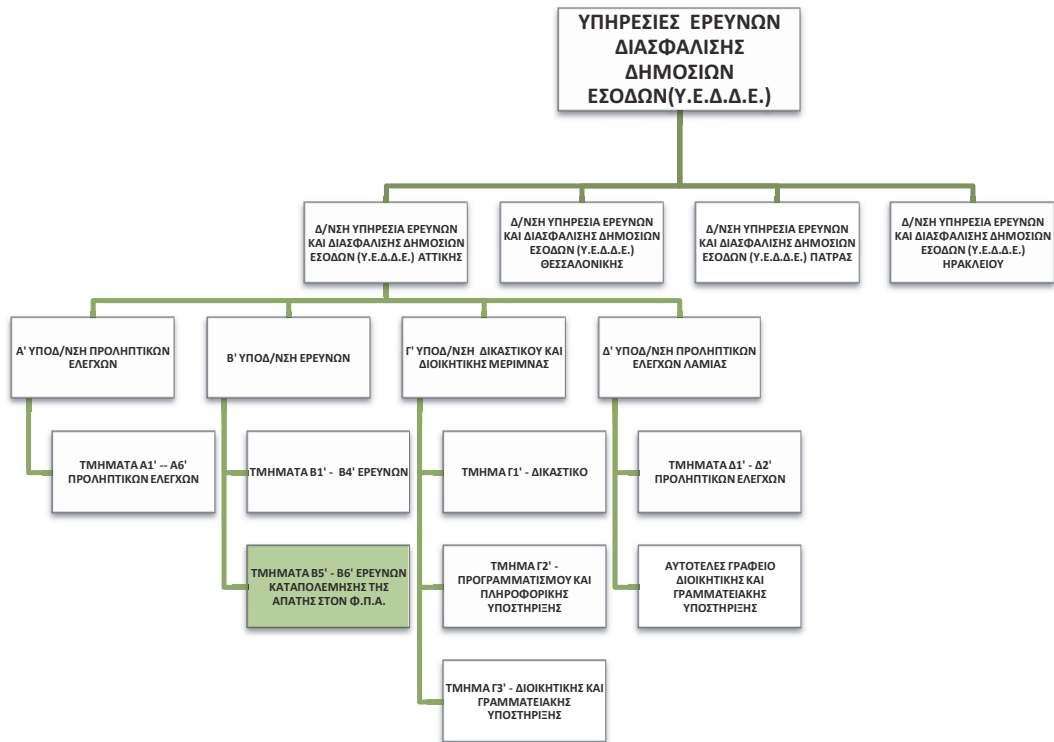 ΥΠΗΡΕΣΙΕΣ ΕΡΕΥΝΩΝ
ΔΙΑΣΦΑΛΙΣΗΣ
ΔΗΜΟΣΙΩΝ
ΕΣΟΔΩΝ(Υ.Ε.Δ.Δ.Ε.)
Δ/ΝΣΗ ΥΠΗΡΕΣΙΑ ΕΡΕΥΝΩΝ
ΚΑΙ ΔΙΑΣΦΑΛΙΣΗΣ ΔΗΜΟΣΙΩΝ
ΕΣΟΔΩΝ (Υ.Ε.Δ.Δ.Ε.) ΑΤΤΙΚΗΣ
Δ/ΝΣΗ ΥΠΗΡΕΣΙΑ ΕΡΕΥΝΩΝ
ΚΑΙ ΔΙΑΣΦΑΛΙΣΗΣ ΔΗΜΟΣΙΩΝ
ΕΣΟΔΩΝ (Υ.Ε.Δ.Δ.Ε.)
ΘΕΣΣΑΛΟΝΙΚΗΣ
Δ/ΝΣΗ ΥΠΗΡΕΣΙΑ ΕΡΕΥΝΩΝ
ΚΑΙ ΔΙΑΣΦΑΛΙΣΗΣ ΔΗΜΟΣΙΩΝ
ΕΣΟΔΩΝ (Υ.Ε.Δ.Δ.Ε.) ΠΑΤΡΑΣ
Δ/ΝΣΗ ΥΠΗΡΕΣΙΑ ΕΡΕΥΝΩΝ
ΚΑΙ ΔΙΑΣΦΑΛΙΣΗΣ ΔΗΜΟΣΙΩΝ
ΕΣΟΔΩΝ (Υ.Ε.Δ.Δ.Ε.)
ΗΡΑΚΛΕΙΟΥ
Α' ΥΠΟΔ/ΝΣΗ ΠΡΟΛΗΠΤΙΚΩΝ
ΕΛΕΓΧΩΝ
Β' ΥΠΟΔ/ΝΣΗ ΕΡΕΥΝΩΝ
Γ' ΥΠΟΔ/ΝΣΗ ΔΙΚΑΣΤΙΚΟΥ ΚΑΙ
ΔΙΟΙΚΗΤΙΚΗΣ ΜΕΡΙΜΝΑΣ
Δ' ΥΠΟΔ/ΝΣΗ ΠΡΟΛΗΠΤΙΚΩΝ
ΕΛΕΓΧΩΝ ΛΑΜΙΑΣ
ΤΜΗΜΑΤΑ Α1' -- Α6'
ΠΡΟΛΗΠΤΙΚΩΝ ΕΛΕΓΧΩΝ
ΤΜΗΜΑΤΑ Β1' - Β4' ΕΡΕΥΝΩΝ
ΤΜΗΜΑ Γ1' - ΔΙΚΑΣΤΙΚΟ
ΤΜΗΜΑΤΑ Δ1' - Δ2'
ΠΡΟΛΗΠΤΙΚΩΝ ΕΛΕΓΧΩΝ
ΤΜΗΜΑΤΑ Β5' - Β6' ΕΡΕΥΝΩΝ
ΚΑΤΑΠΟΛΕΜΗΣΗΣ ΤΗΣ
ΑΠΑΤΗΣ ΣΤΟΝ Φ.Π.Α.
ΤΜΗΜΑ Γ2' -
ΠΡΟΓΡΑΜΜΑΤΙΣΜΟΥ ΚΑΙ
ΠΛΗΡΟΦΟΡΙΚΗΣ
ΥΠΟΣΤΗΡΙΞΗΣ
ΑΥΤΟΤΕΛΕΣ ΓΡΑΦΕΙΟ
ΔΙΟΙΚΗΤΙΚΗΣ ΚΑΙ
ΓΡΑΜΜΑΤΕΙΑΚΗΣ
ΥΠΟΣΤΗΡΙΞΗΣ
ΤΜΗΜΑ Γ3' - ΔΙΟΙΚΗΤΙΚΗΣ ΚΑΙ
ΓΡΑΜΜΑΤΕΙΑΚΗΣ
ΥΠΟΣΤΗΡΙΞΗΣ